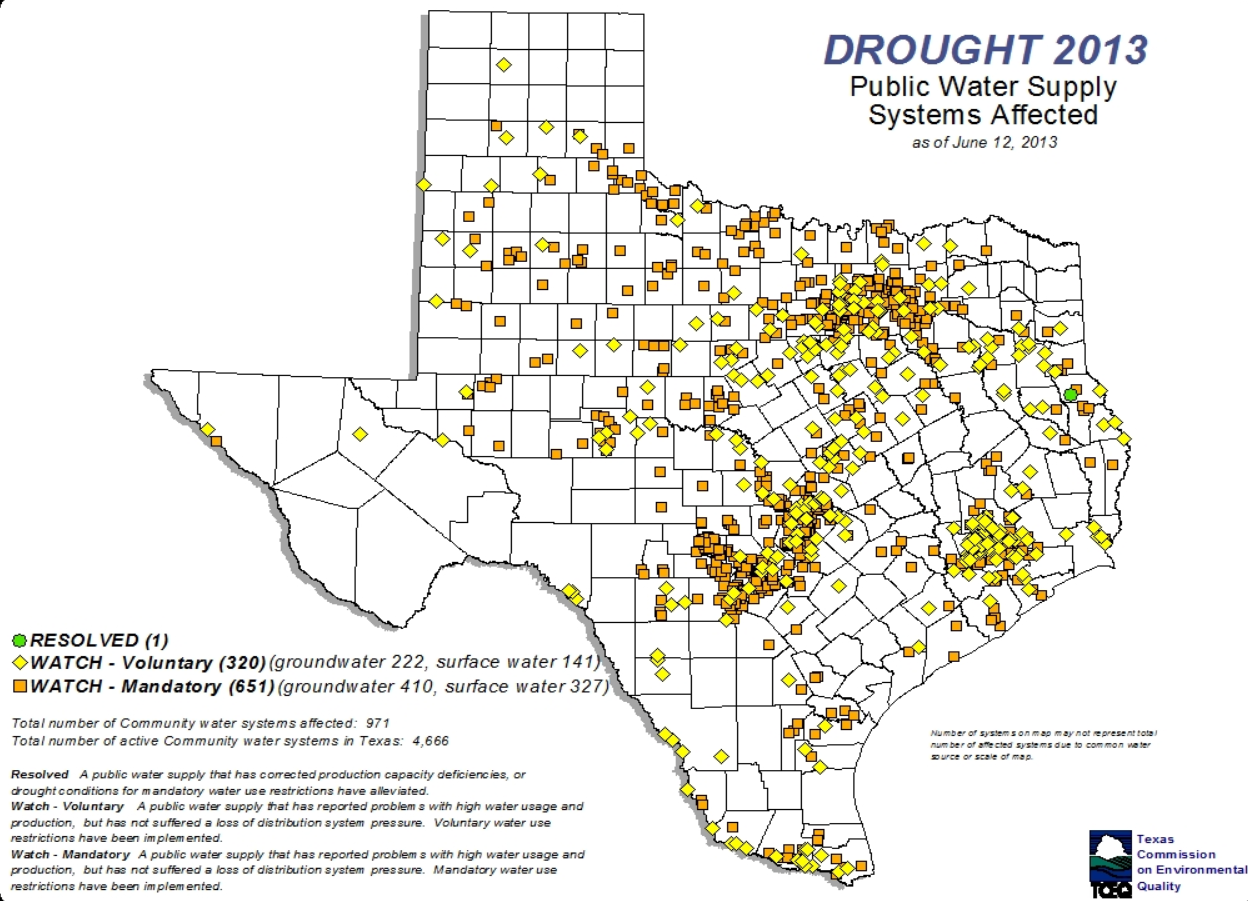 DROUGHT 2013
Public Water Supply
Systems Affected
as of June 12, 2013
RESOLVED (1)
WATCH - Voluntary (320) (groundwater 222, surface water 141)
WATCH - Mandatory (651) (groundwater 410, surface water 327)
Total number of Community water systems affected: 971
Total number of active Community water systems in Texas: 4,666
Number of systems on map may not represent total
number of affected systems due to common water
source or scale of map.
Resolved A public water supply that has corrected production capacity deficiencies, or
drought conditions for mandatory water use restrictions have alleviated.
Watch - Voluntary A public water supply that has reported problems with high water usage and
production, but has not suffered a loss of distribution system pressure. Voluntary water use
restrictions have been implemented.
Watch - Mandatory A public water supply that has reported problems with high water usage and
production, but has not suffered a loss of distribution system pressure. Mandatory water use
restrictions have been implemented.
Texas
Commission
on Environmental
Quality
TCEQ